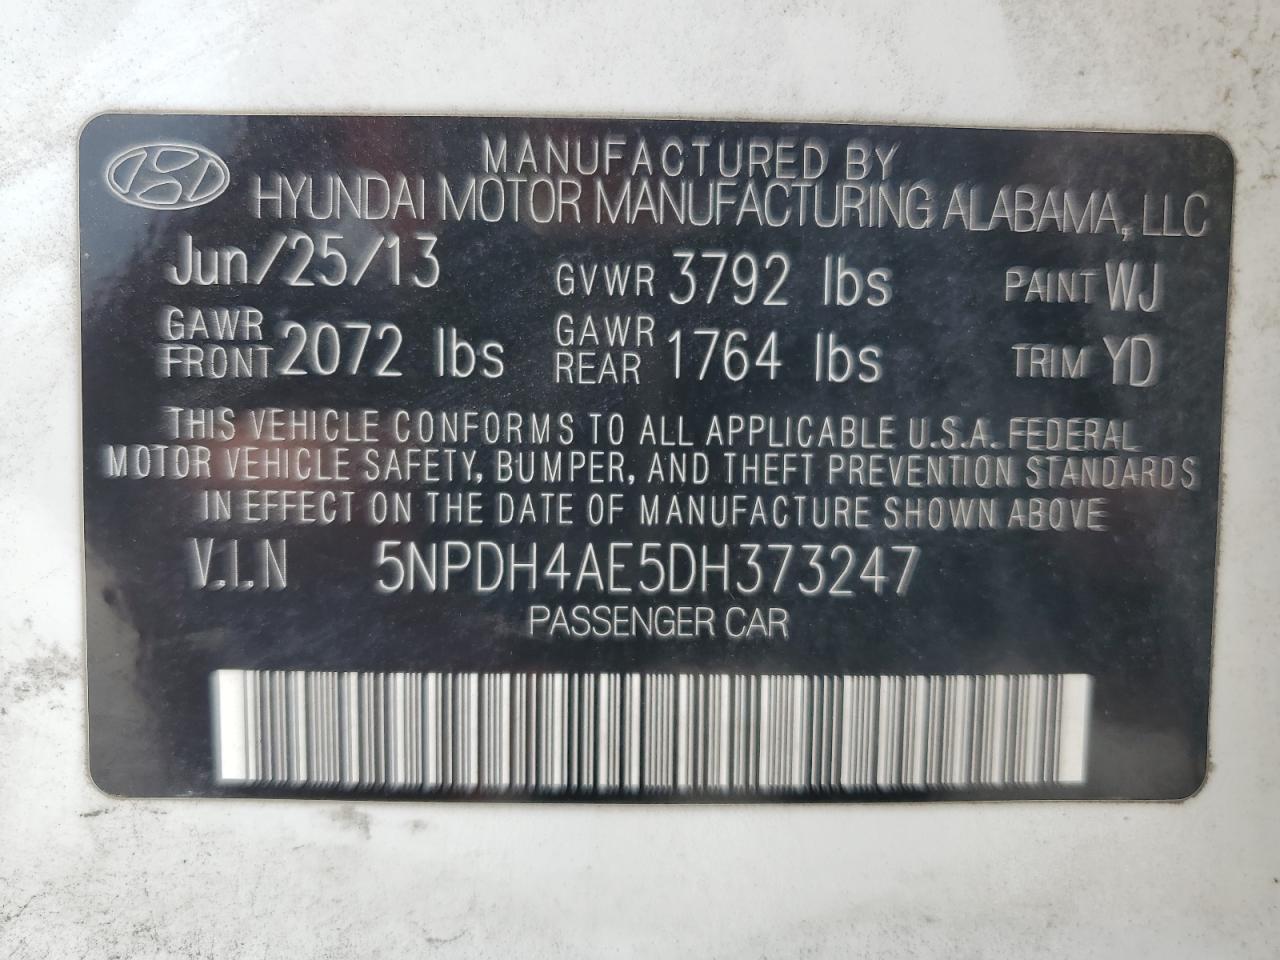 MANUFACTURED BY
HYUNDAI MOTOR MANUFACTURING ALABAMA, LLC
Jun/25/13 GVWR 3792 lbs PAINT WJ
GAWR FRONT 2072 lbs GAWR REAR 1764 lbs TRIM YD
THIS VEHICLE CONFORMS TO ALL APPLICABLE U.S.A. FEDERAL
MOTOR VEHICLE SAFETY, BUMPER, AND THEFT PREVENTION STANDARDS
IN EFFECT ON THE DATE OF MANUFACTURE SHOWN ABOVE
V.I.N 5NPDH4AE5DH373247
PASSENGER CAR